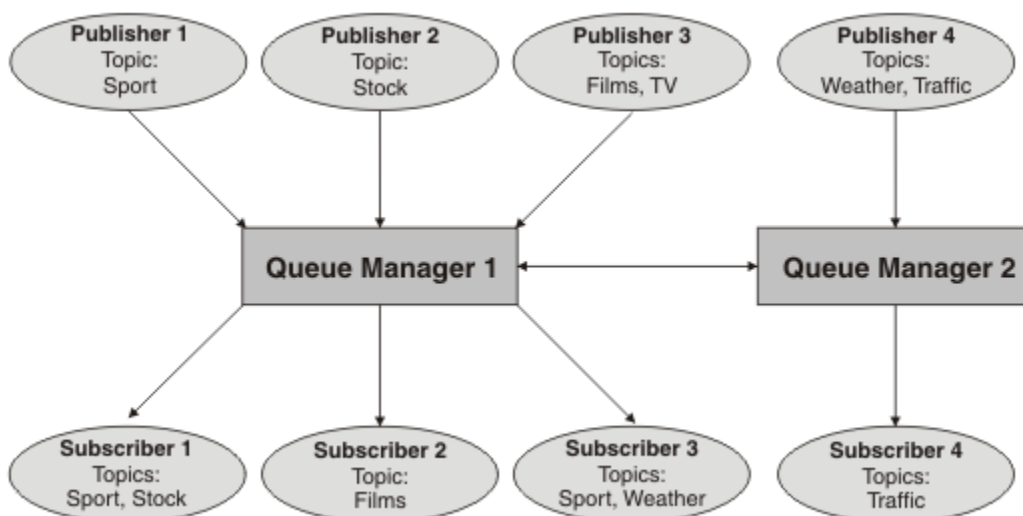 Publisher 1
Topic:
Sport
Publisher 2
Topic:
Stock
Publisher 3
Topics:
Films, TV
Publisher 4
Topics:
Weather, Traffic
Queue Manager 1
Queue Manager 2
Subscriber 1
Topics:
Sport, Stock
Subscriber 2
Topic:
Films
Subscriber 3
Topics:
Sport, Weather
Subscriber 4
Topics:
Traffic